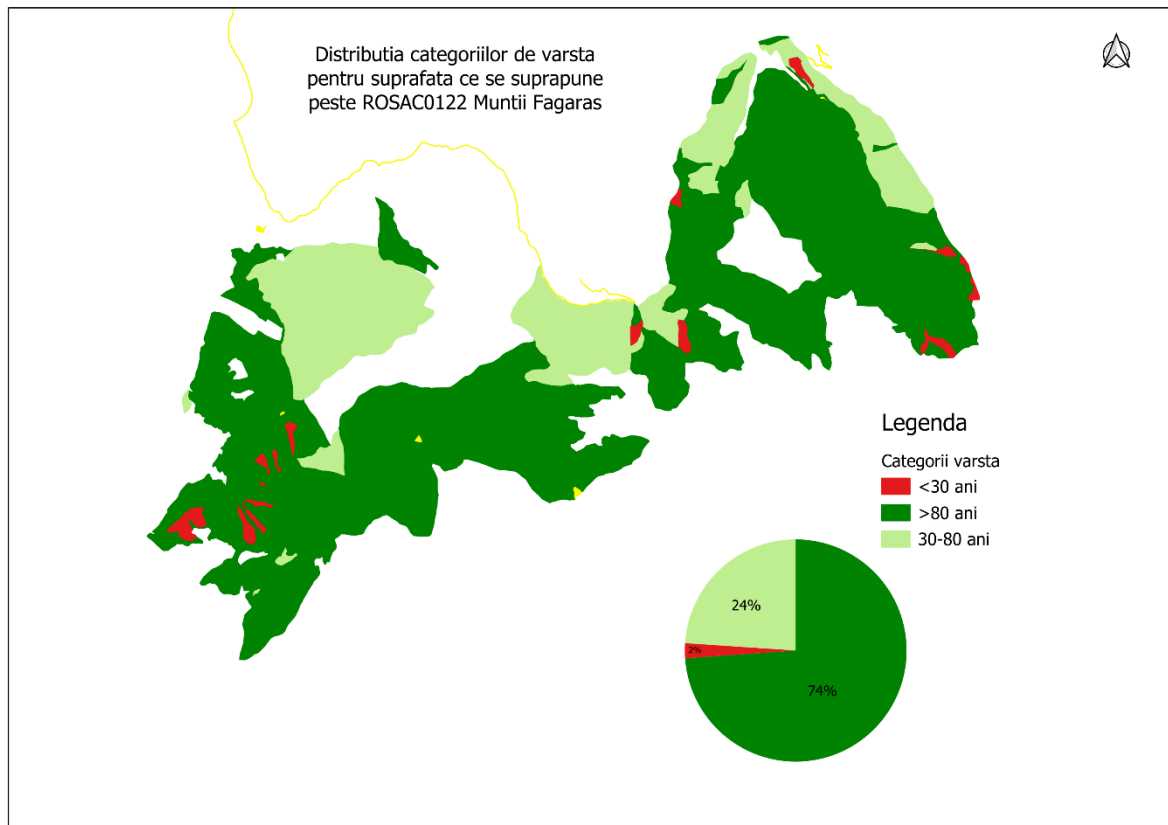 Distributia categoriilor de varsta
pentru suprafata ce se suprapune
peste ROSAC0122 Muntii Fagaras
Legenda
Categorii varsta
<30 ani
>80 ani
30-80 ani
24%
2%
74%